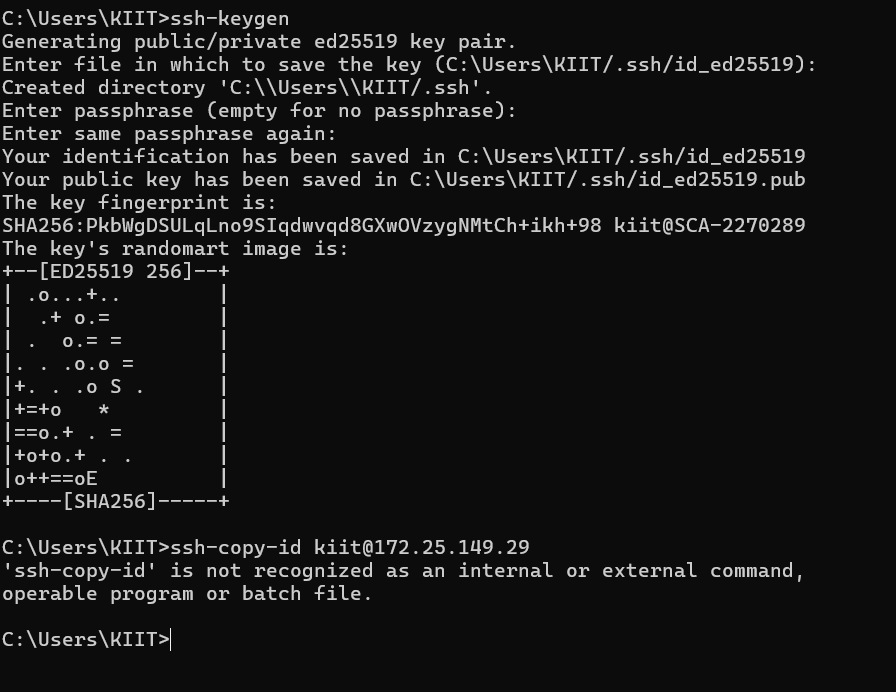 C:\Users\KIIT>ssh-keygen
Generating public/private ed25519 key pair.
Enter file in which to save the key (C:\Users\KIIT/.ssh/id_ed25519):
Created directory 'C:\\Users\\KIIT/.ssh'.
Enter passphrase (empty for no passphrase):
Enter same passphrase again:
Your identification has been saved in C:\Users\KIIT/.ssh/id_ed25519
Your public key has been saved in C:\Users\KIIT/.ssh/id_ed25519.pub
The key fingerprint is:
SHA256:PkbWgDSULqLno9SIqdwvqd8GXwOVzygNMtCh+ikh+98 kiit@SCA-2270289
The key's randomart image is:
+--[ED25519 256]--+
| .o...+..        |
|  .+ o.=         |
| .  o.= =        |
|. . .o.o =       |
|+. . .o S .      |
|+=+o   *         |
|==o.+ . =        |
|+o+o.+ . .       |
|o++==oE          |
+----[SHA256]-----+
C:\Users\KIIT>ssh-copy-id kiit@172.25.149.29
'ssh-copy-id' is not recognized as an internal or external command,
operable program or batch file.
C:\Users\KIIT>